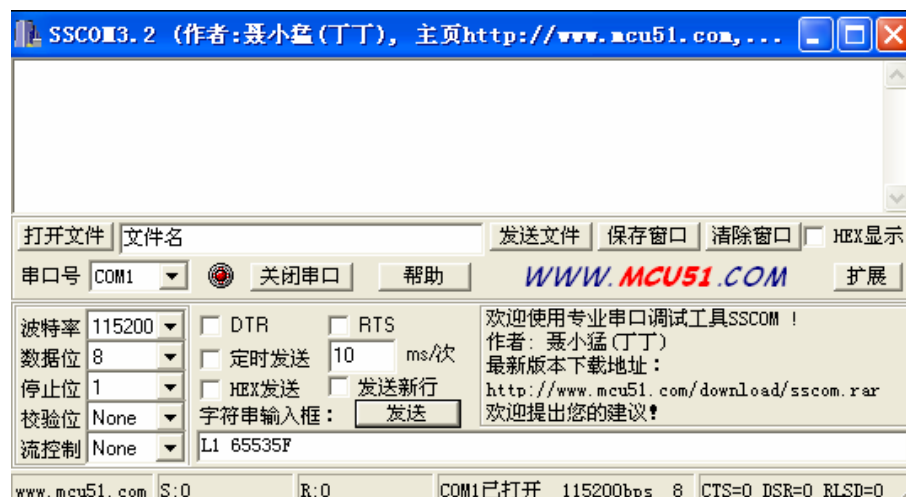 SSCOM3.2 (作者:聂小猛(丁丁), 主页http://www.mcu51.com,...
打开文件 文件名 发送文件 保存窗口 清除窗口 HEX显示
串口号 COM1 关闭串口 帮助 WWW.MCU51.COM 扩展
波特率 115200 DTR RTS
数据位 8 定时发送 10 ms/次
停止位 1 HEX发送 发送新行
校验位 None 字符串输入框: 发送
流控制 None L1 65535F
欢迎使用专业串口调试工具SSCOM !
作者: 聂小猛(丁丁)
最新版本下载地址:
http://www.mcu51.com/download/sscom.rar
欢迎提出您的建议!
www.mcu51.com S:0 R:0 COM1已打开 115200bps 8 CTS=0 DSR=0 RLSD=0